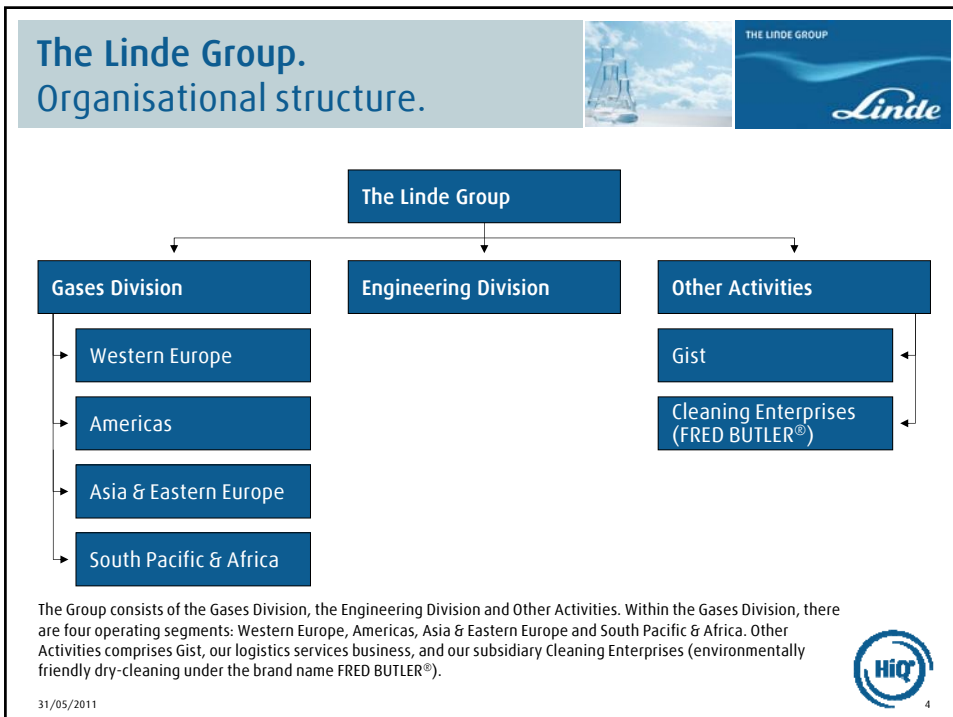 The Linde Group.
Organisational structure.
THE LINDE GROUP
Linde
The Linde Group
Gases Division
Engineering Division
Other Activities
Western Europe
Gist
Americas
Cleaning Enterprises
(FRED BUTLER®)
Asia & Eastern Europe
South Pacific & Africa
The Group consists of the Gases Division, the Engineering Division and Other Activities. Within the Gases Division, there
are four operating segments: Western Europe, Americas, Asia & Eastern Europe and South Pacific & Africa. Other
Activities comprises Gist, our logistics services business, and our subsidiary Cleaning Enterprises (environmentally
friendly dry-cleaning under the brand name FRED BUTLER®).
HiQ®
31/05/2011
4